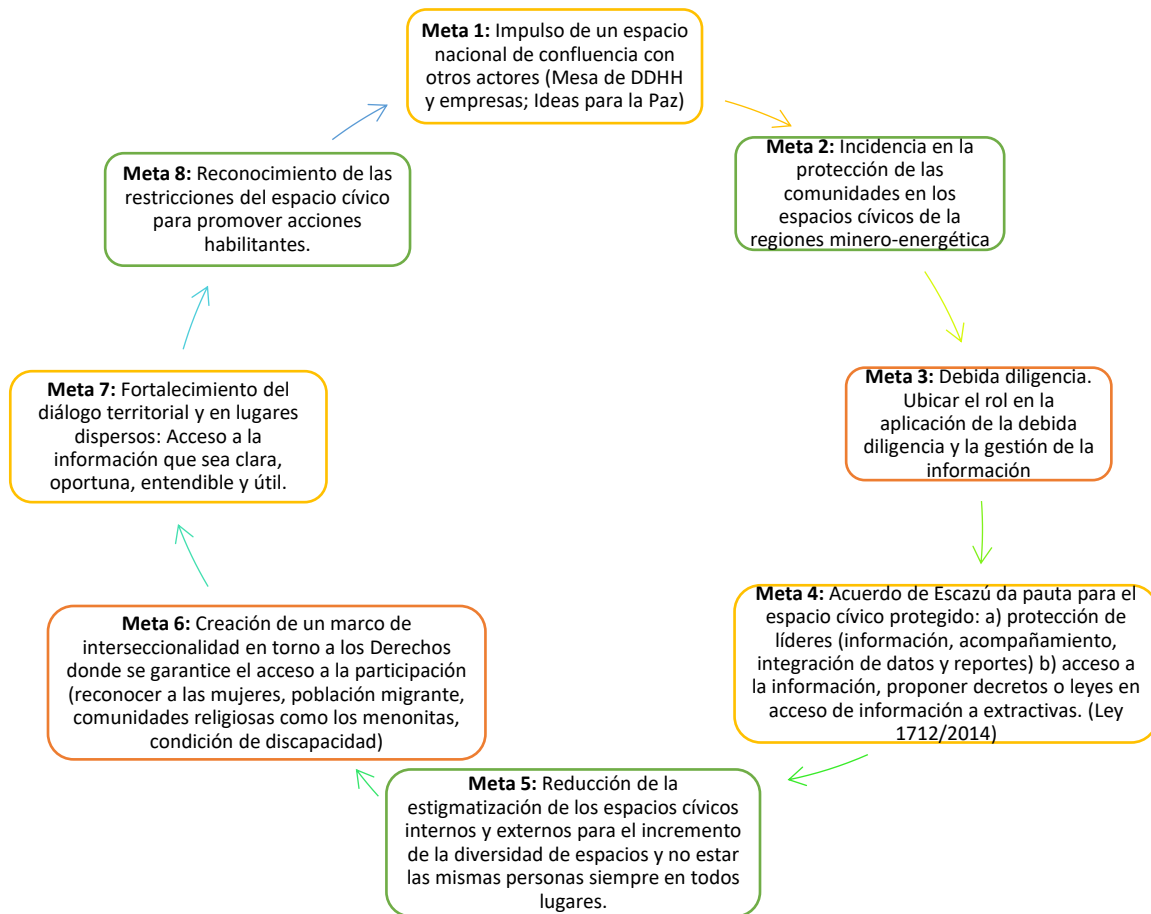 Meta 1: Impulso de un espacio
nacional de confluencia con
otros actores (Mesa de DDHH
y empresas; Ideas para la Paz)
Meta 2: Incidencia en la
protección de las
comunidades en los
espacios cívicos de la
regiones minero-energética
Meta 3: Debida diligencia.
Ubicar el rol en la
aplicación de la debida
diligencia y la gestión de la
información
Meta 4: Acuerdo de Escazú da pauta para el
espacio cívico protegido: a) protección de
líderes (información, acompañamiento,
integración de datos y reportes) b) acceso a
la información, proponer decretos o leyes en
acceso de información a extractivas. (Ley
1712/2014)
Meta 5: Reducción de la
estigmatización de los espacios cívicos
internos y externos para el incremento
de la diversidad de espacios y no estar
las mismas personas siempre en todos
lugares.
Meta 6: Creación de un marco de
interseccionalidad en torno a los Derechos
donde se garantice el acceso a la participación
(reconocer a las mujeres, población migrante,
comunidades religiosas como los menonitas,
condición de discapacidad)
Meta 7: Fortalecimiento del
diálogo territorial y en lugares
dispersos: Acceso a la
información que sea clara,
oportuna, entendible y útil.
Meta 8: Reconocimiento de las
restricciones del espacio cívico
para promover acciones
habilitantes.